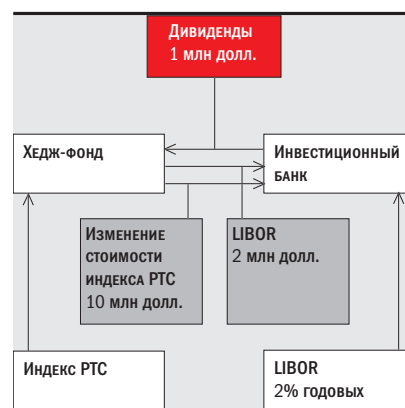 Дивиденды
1 млн долл.
Хедж-фонд
Инвестиционный
банк
Изменение
стоимости
индекса РТС
10 млн долл.
LIBOR
2 млн долл.
Индекс РТС
LIBOR
2% годовых